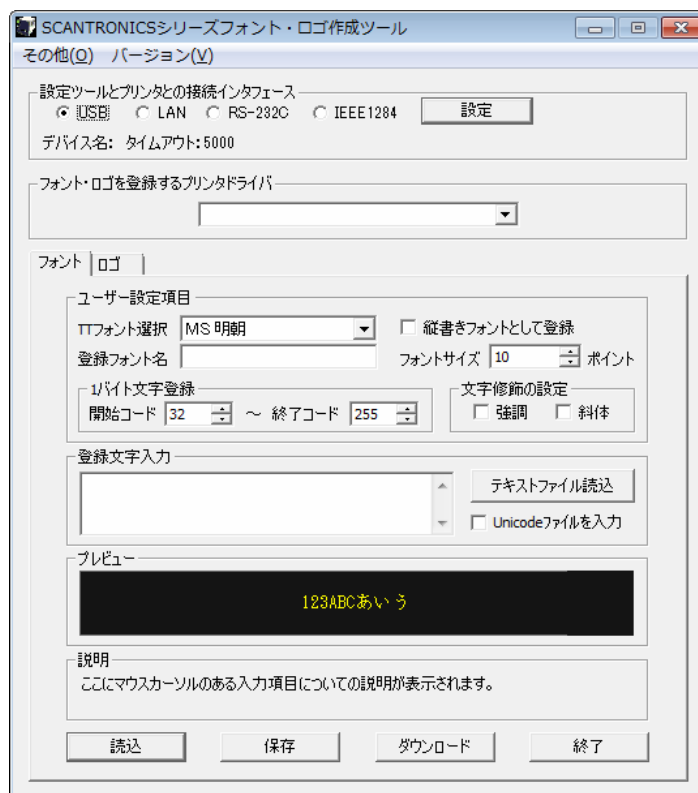 SCANTRONICSシリーズフォント・ロゴ作成ツール
その他(O) バージョン(V)
設定ツールとプリンタとの接続インタフェース
USB LAN RS-232C IEEE1284 設定
デバイス名: タイムアウト:5000
フォント・ロゴを登録するプリンタドライバ
フォント ロゴ
ユーザー設定項目
TTフォント選択 MS 明朝 縦書きフォントとして登録
登録フォント名 フォントサイズ 10 ポイント
1バイト文字登録 文字修飾の設定
開始コード 32 ～ 終了コード 255 強調 斜体
登録文字入力
テキストファイル読込
Unicodeファイルを入力
プレビュー
123ABCあいう
説明
ここにマウスカーソルのある入力項目についての説明が表示されます。
読込 保存 ダウンロード 終了